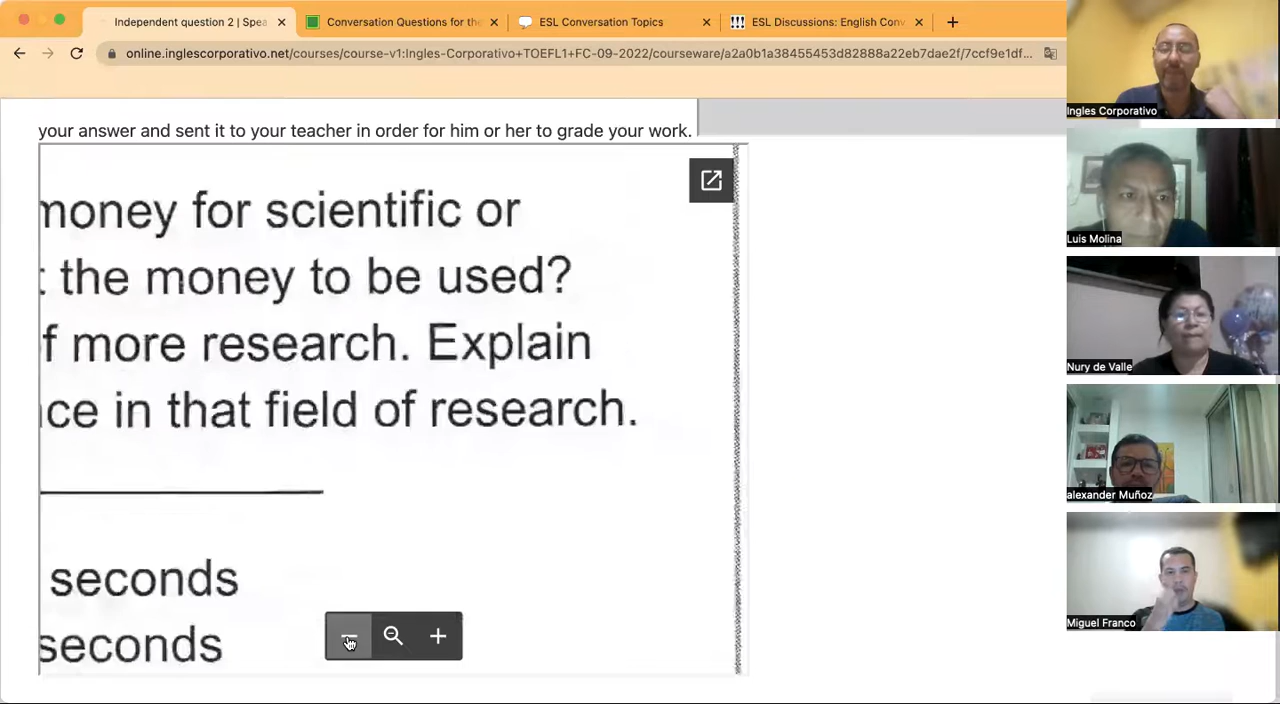 Independent question 2 | Spea
Conversation Questions for the
ESL Conversation Topics
ESL Discussions: English Conv
online.inglescorporativo.net/courses/course-v1:Ingles-Corporativo+TOEFL1+FC-09-2022/courseware/a2a0b1a38455453d82888a22eb7dae2f/7ccf9e1df...
your answer and sent it to your teacher in order for him or her to grade your work.
money for scientific or
the money to be used?
f more research. Explain
ce in that field of research.
seconds
seconds
Ingles Corporativo
Luis Molina
Nury de Valle
alexander Muñoz
Miguel Franco